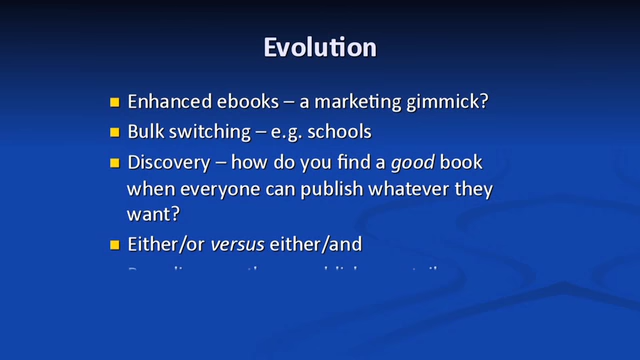 Evolution
Enhanced ebooks – a marketing gimmick?
Bulk switching – e.g. schools
Discovery – how do you find a good book
when everyone can publish whatever they
want?
Either/or versus either/and